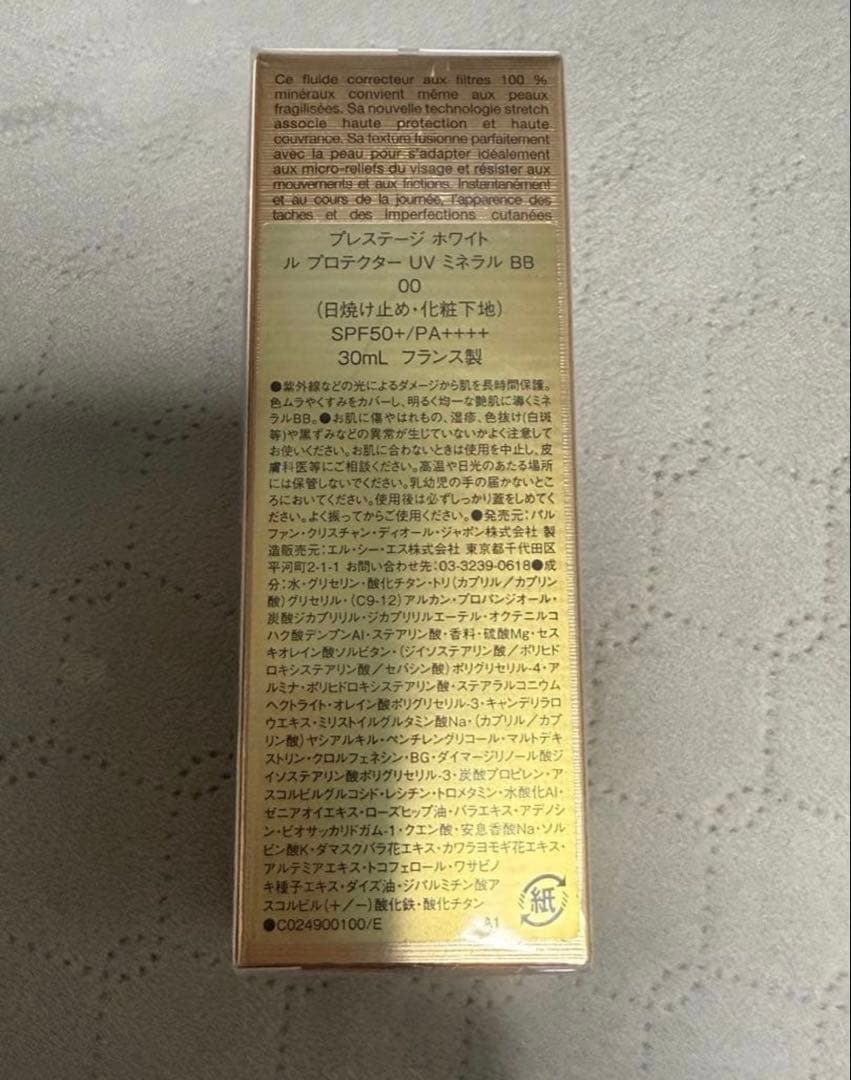 Ce fluide correcteur aux filtres 100 %
minéraux convient même aux peaux
fragilisées. Sa nouvelle technologie stretch
associe haute protection et haute
couvrance. Sa texture fusionne parfaitement
avec la peau pour s'adapter idéalement
aux micro-reliefs du visage et résister aux
mouvements et aux frictions. Instantanément
et au cours de la journée, l'apparence des
taches et des imperfections cutanées
プレステージ ホワイト
ル プロテクター UV ミネラル BB
00
(日焼け止め・化粧下地)
SPF50+/PA++++
30mL フランス製
●紫外線などの光によるダメージから肌を長時間保護。
色ムラやくすみをカバーし、明るく均一な艶肌に導くミネ
ラルBB。●お肌に傷やはれもの、湿疹、色抜け(白斑
等)や黒ずみなどの異常が生じていないかよく注意して
お使いください。お肌に合わないときは使用を中止し、皮
膚科医等にご相談ください。高温や日光のあたる場所
には保管しないでください。乳幼児の手の届かないとこ
ろにおいてください。使用後は必ずしっかり蓋をしめてく
ださい。よく振ってからご使用ください。●発売元:パル
ファン・クリスチャン・ディオール・ジャポン株式会社 製
造販売元:エル・シー・エス株式会社 東京都千代田区
平河町2-1-1 お問い合わせ先:03-3239-0618●成
分:水・グリセリン・酸化チタン・トリ(カプリル/カプリン
酸)グリセリル・(C9-12)アルカン・プロパンジオール・
炭酸ジカプリリル・ジカプリリルエーテル・オクテニルコ
ハク酸デンプンAl・ステアリン酸・香料・硫酸Mg・セス
キオレイン酸ソルビタン・(ジイソステアリン酸/ポリヒド
ロキシステアリン酸/セバシン酸)ポリグリセリル-4・ア
ルミナ・ポリヒドロキシステアリン酸・ステアラルコニウム
ヘクトライト・オレイン酸ポリグリセリル-3・キャンデリラロ
ウエキス・ミリストイルグルタミン酸Na・(カプリル/カプ
リン酸)ヤシアルキル・ペンチレングリコール・マルトデキ
ストリン・クロルフェネシン・BG・ダイマージリノール酸ジ
イソステアリン酸ポリグリセリル-3・炭酸プロピレン・ア
スコルビルグルコシド・レシチン・トロメタミン・水酸化Al・
ゼニアオイエキス・ローズヒップ油・バラエキス・アデノシ
ン・ビオサッカリドガム-1・クエン酸・安息香酸Na・ソル
ビン酸K・ダマスクバラ花エキス・カワラヨモギ花エキス・
アルテミアエキス・トコフェロール・ワサビノ
キ種子エキス・ダイズ油・ジパルミチン酸ア
スコルビル(+/-)酸化鉄・酸化チタン
●C024900100/E A1
紙